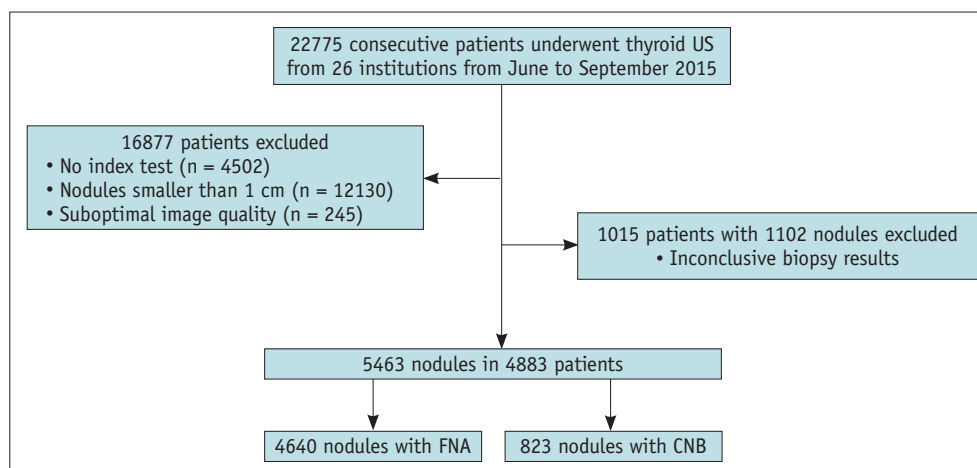 22775 consecutive patients underwent thyroid US
from 26 institutions from June to September 2015
16877 patients excluded
• No index test (n = 4502)
• Nodules smaller than 1 cm (n = 12130)
• Suboptimal image quality (n = 245)
1015 patients with 1102 nodules excluded
• Inconclusive biopsy results
5463 nodules in 4883 patients
4640 nodules with FNA
823 nodules with CNB